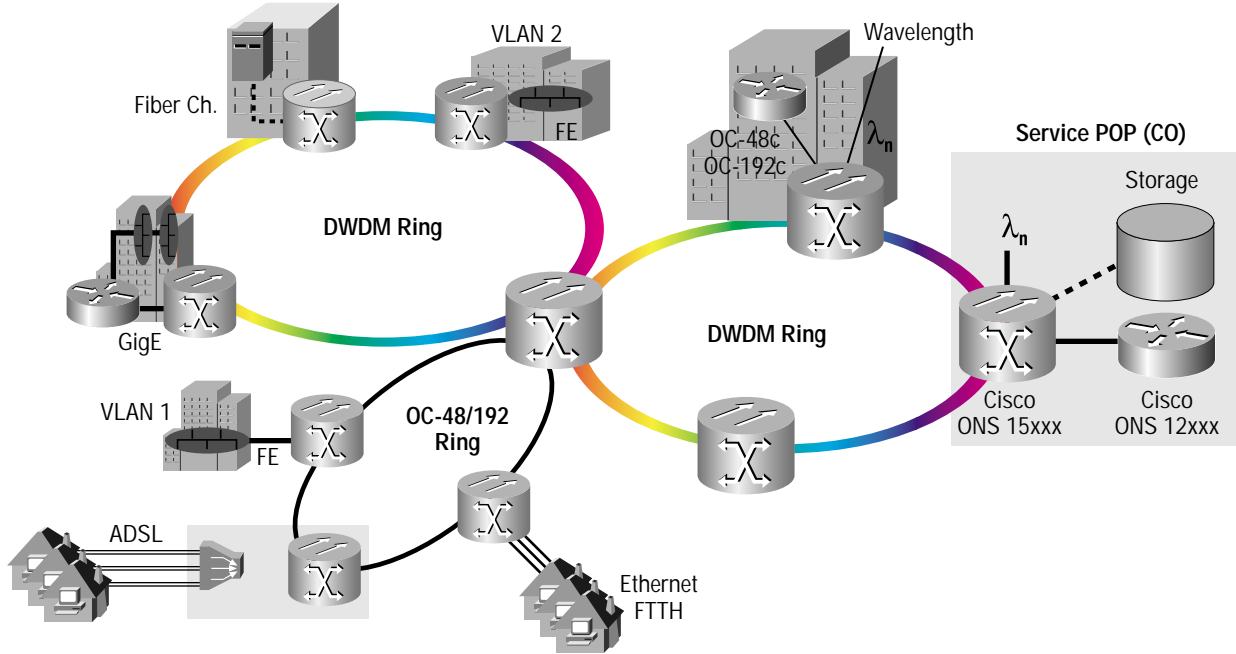 VLAN 2
Wavelength
Fiber Ch.
FE
OC-48c
OC-192c
λn
Service POP (CO)
Storage
λn
DWDM Ring
DWDM Ring
GigE
Cisco
ONS 15xxx
Cisco
ONS 12xxx
VLAN 1
FE
OC-48/192
Ring
ADSL
Ethernet
FTTH